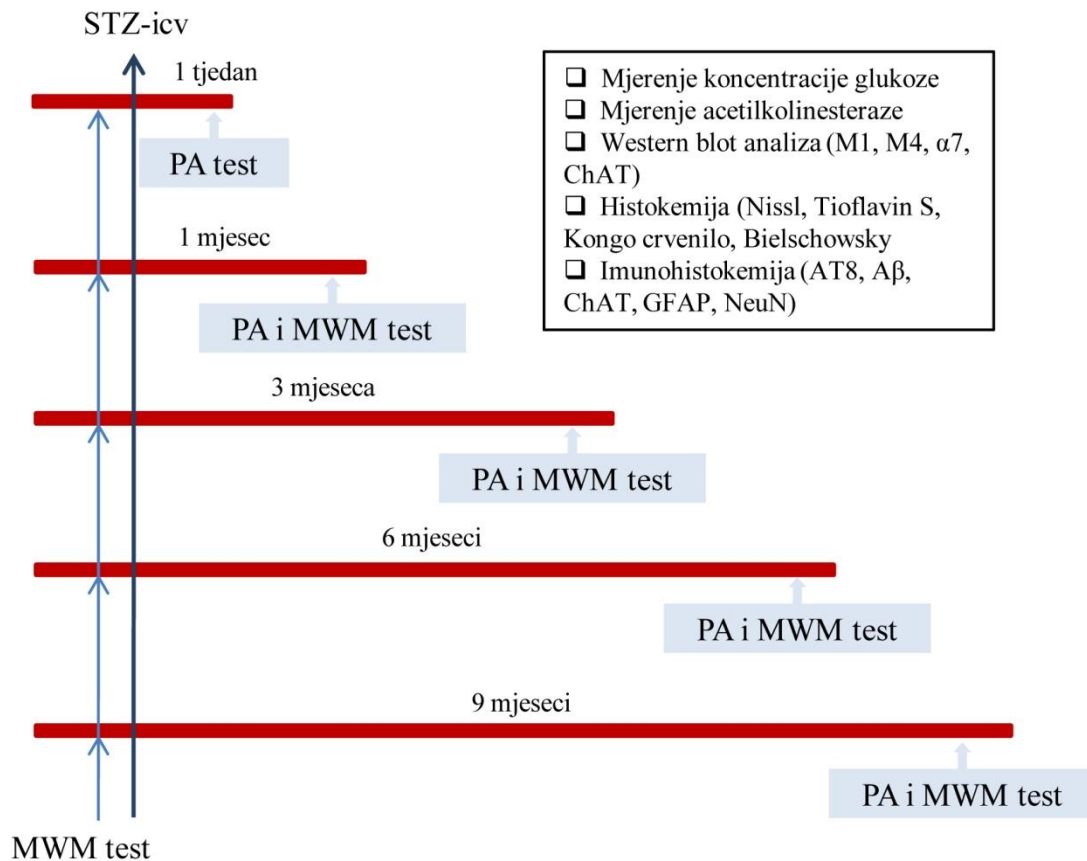 STZ-icv
1 tjedan
PA test
1 mjesec
PA i MWM test
3 mjeseca
PA i MWM test
6 mjeseci
PA i MWM test
9 mjeseci
PA i MWM test
MWM test
❑ Mjerenje koncentracije glukoze
❑ Mjerenje acetilkolinesteraze
❑ Western blot analiza (M1, M4, α7,
ChAT)
❑ Histokemija (Nissl, Tioflavin S,
Kongo crvenilo, Bielschowsky
❑ Imunohistokemija (AT8, Aβ,
ChAT, GFAP, NeuN)